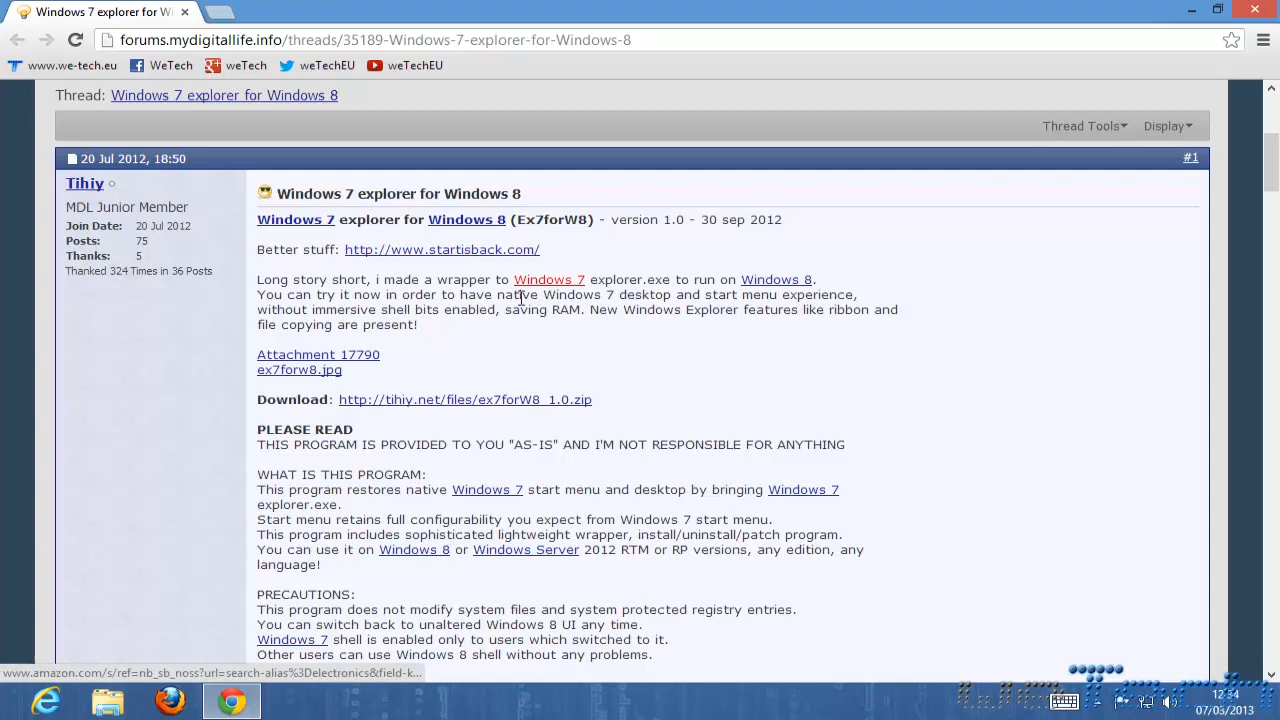 Windows 7 explorer for Wi
forums.mydigitallife.info/threads/35189-Windows-7-explorer-for-Windows-8
www.we-tech.eu WeTech weTech weTechEU weTechEU
Thread: Windows 7 explorer for Windows 8
Thread Tools Display
20 Jul 2012, 18:50 #1
Tihiy
MDL Junior Member
Join Date: 20 Jul 2012
Posts: 75
Thanks: 5
Thanked 324 Times in 36 Posts
Windows 7 explorer for Windows 8
Windows 7 explorer for Windows 8 (Ex7forW8) - version 1.0 - 30 sep 2012
Better stuff: http://www.startisback.com/
Long story short, i made a wrapper to Windows 7 explorer.exe to run on Windows 8.
You can try it now in order to have native Windows 7 desktop and start menu experience,
without immersive shell bits enabled, saving RAM. New Windows Explorer features like ribbon and
file copying are present!
Attachment 17790
ex7forw8.jpg
Download: http://tihiy.net/files/ex7forW8_1.0.zip
PLEASE READ
THIS PROGRAM IS PROVIDED TO YOU "AS-IS" AND I'M NOT RESPONSIBLE FOR ANYTHING
WHAT IS THIS PROGRAM:
This program restores native Windows 7 start menu and desktop by bringing Windows 7
explorer.exe.
Start menu retains full configurability you expect from Windows 7 start menu.
This program includes sophisticated lightweight wrapper, install/uninstall/patch program.
You can use it on Windows 8 or Windows Server 2012 RTM or RP versions, any edition, any
language!
PRECAUTIONS:
This program does not modify system files and system protected registry entries.
You can switch back to unaltered Windows 8 UI any time.
Windows 7 shell is enabled only to users which switched to it.
Other users can use Windows 8 shell without any problems.
www.amazon.com/s/ref=nb_sb_noss?url=search-alias%3Delectronics&field-k...
12:34
07/03/2013